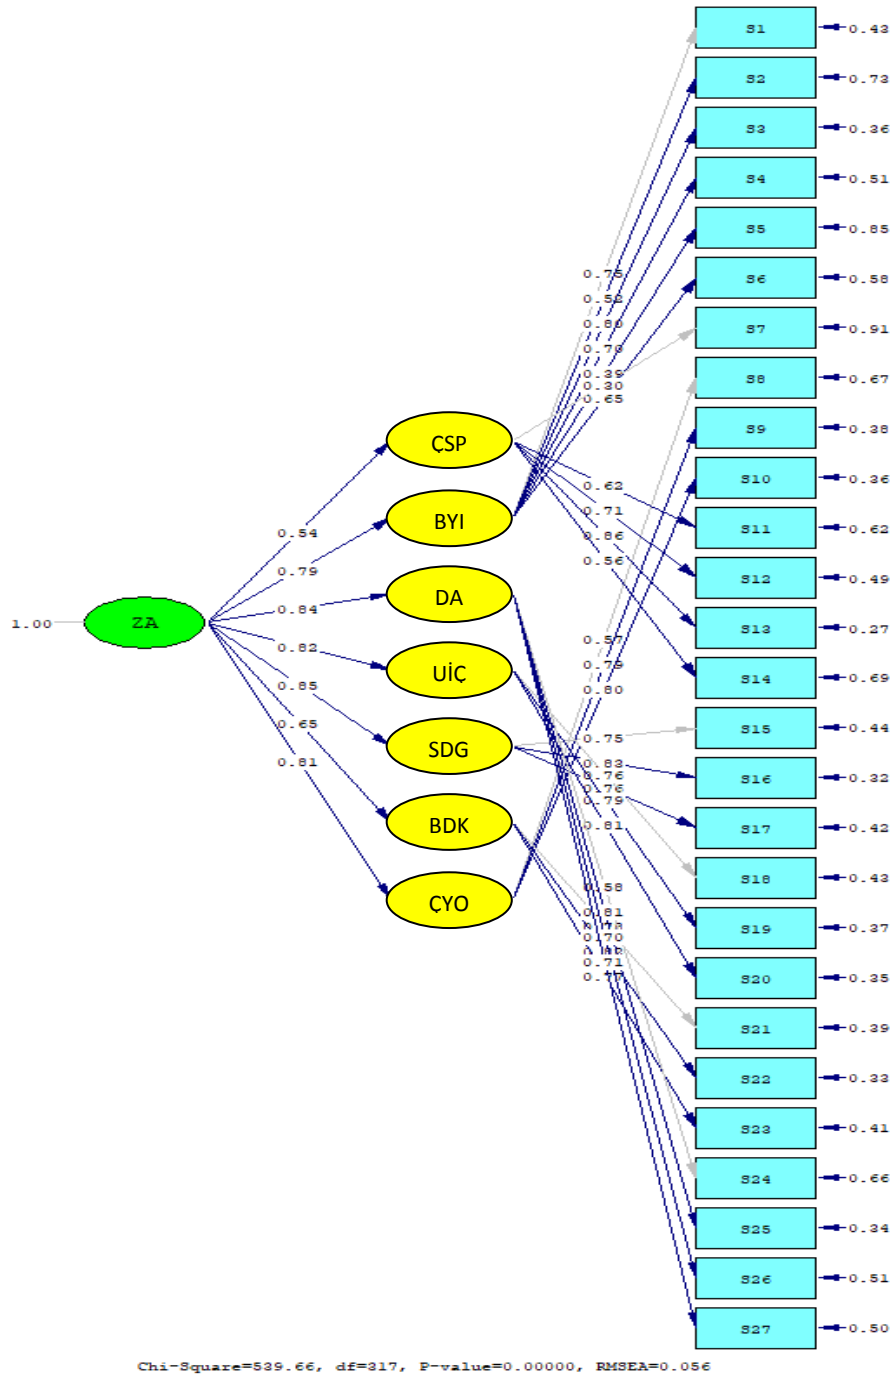 1.00
ZA
0.54
0.79
0.84
0.82
0.85
0.65
0.81
ÇSP
BYI
DA
UİÇ
SDG
BDK
ÇYO
0.75
0.52
0.80
0.70
0.39
0.30
0.65
0.62
0.71
0.86
0.56
0.57
0.79
0.80
0.75
0.83
0.76
0.76
0.79
0.81
0.58
0.81
0.70
0.71
0.77
S1 0.43
S2 0.73
S3 0.36
S4 0.51
S5 0.85
S6 0.58
S7 0.91
S8 0.67
S9 0.38
S10 0.36
S11 0.62
S12 0.49
S13 0.27
S14 0.69
S15 0.44
S16 0.32
S17 0.42
S18 0.43
S19 0.37
S20 0.35
S21 0.39
S22 0.33
S23 0.41
S24 0.66
S25 0.34
S26 0.51
S27 0.50
Chi-Square=539.66, df=317, P-value=0.00000, RMSEA=0.056